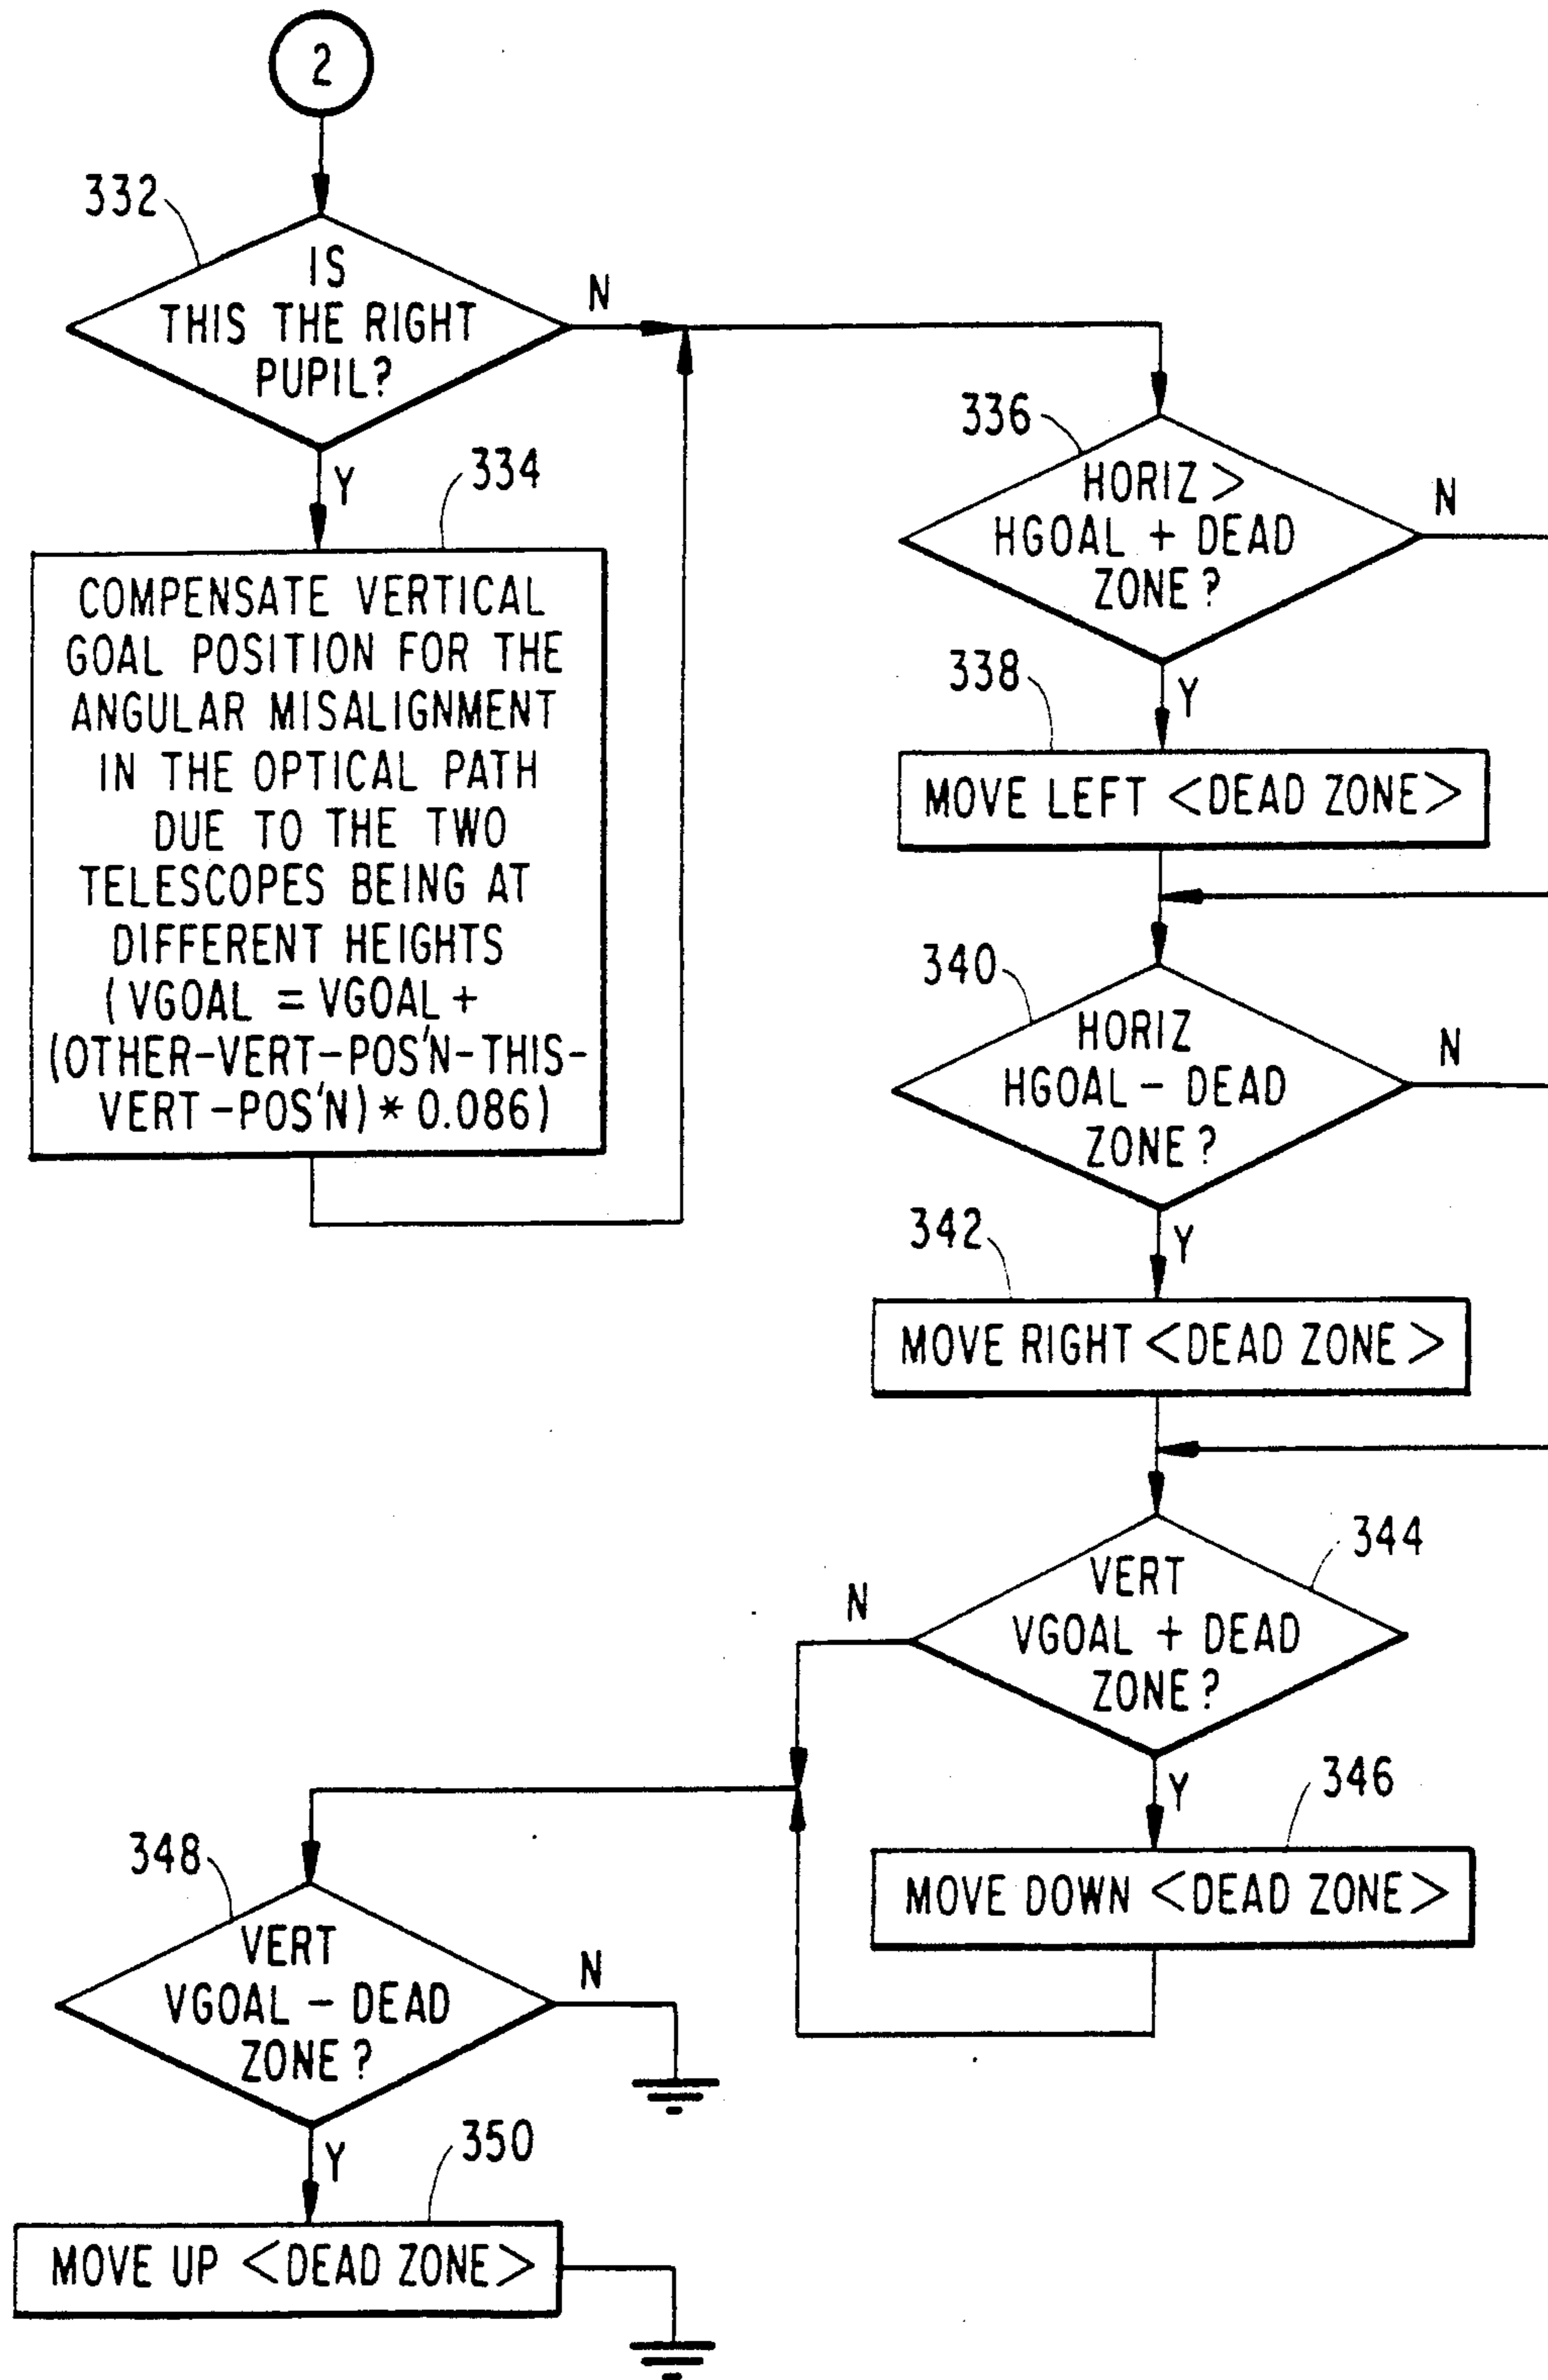 2
332
IS
THIS THE RIGHT
PUPIL?
N
Y
334
COMPENSATE VERTICAL
GOAL POSITION FOR THE
ANGULAR MISALIGNMENT
IN THE OPTICAL PATH
DUE TO THE TWO
TELESCOPES BEING AT
DIFFERENT HEIGHTS
(VGOAL = VGOAL +
(OTHER-VERT-POS'N-THIS-
VERT-POS'N) * 0.086)
336
HORIZ >
HGOAL + DEAD
ZONE?
N
Y
338
MOVE LEFT <DEAD ZONE>
340
HORIZ
HGOAL - DEAD
ZONE?
N
Y
342
MOVE RIGHT <DEAD ZONE>
344
VERT
VGOAL + DEAD
ZONE?
N
Y
346
MOVE DOWN <DEAD ZONE>
348
VERT
VGOAL - DEAD
ZONE?
N
Y
350
MOVE UP <DEAD ZONE>